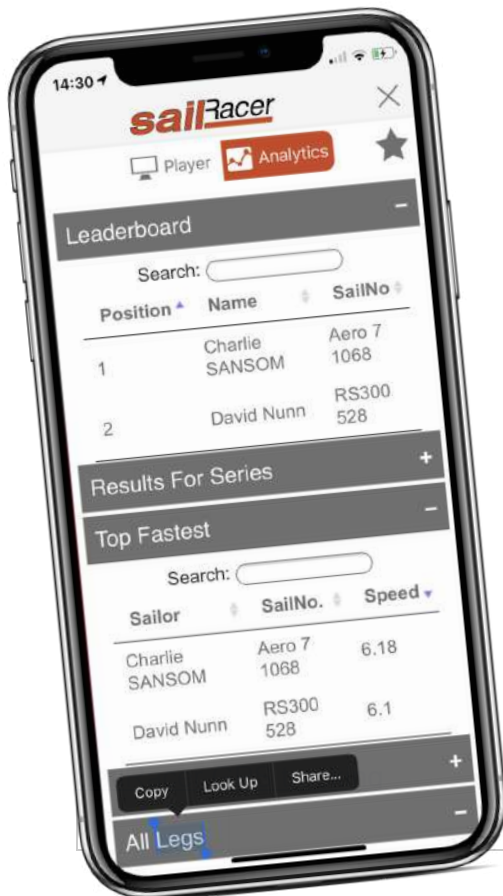 14:30
sailRacer
Player Analytics
Leaderboard −
Search:
Position Name SailNo
1 Charlie SANSOM Aero 7 1068
2 David Nunn RS300 528
Results For Series +
Top Fastest −
Search:
Sailor SailNo. Speed
Charlie SANSOM Aero 7 1068 6.18
David Nunn RS300 528 6.1
+
Copy Look Up Share...
All Legs −